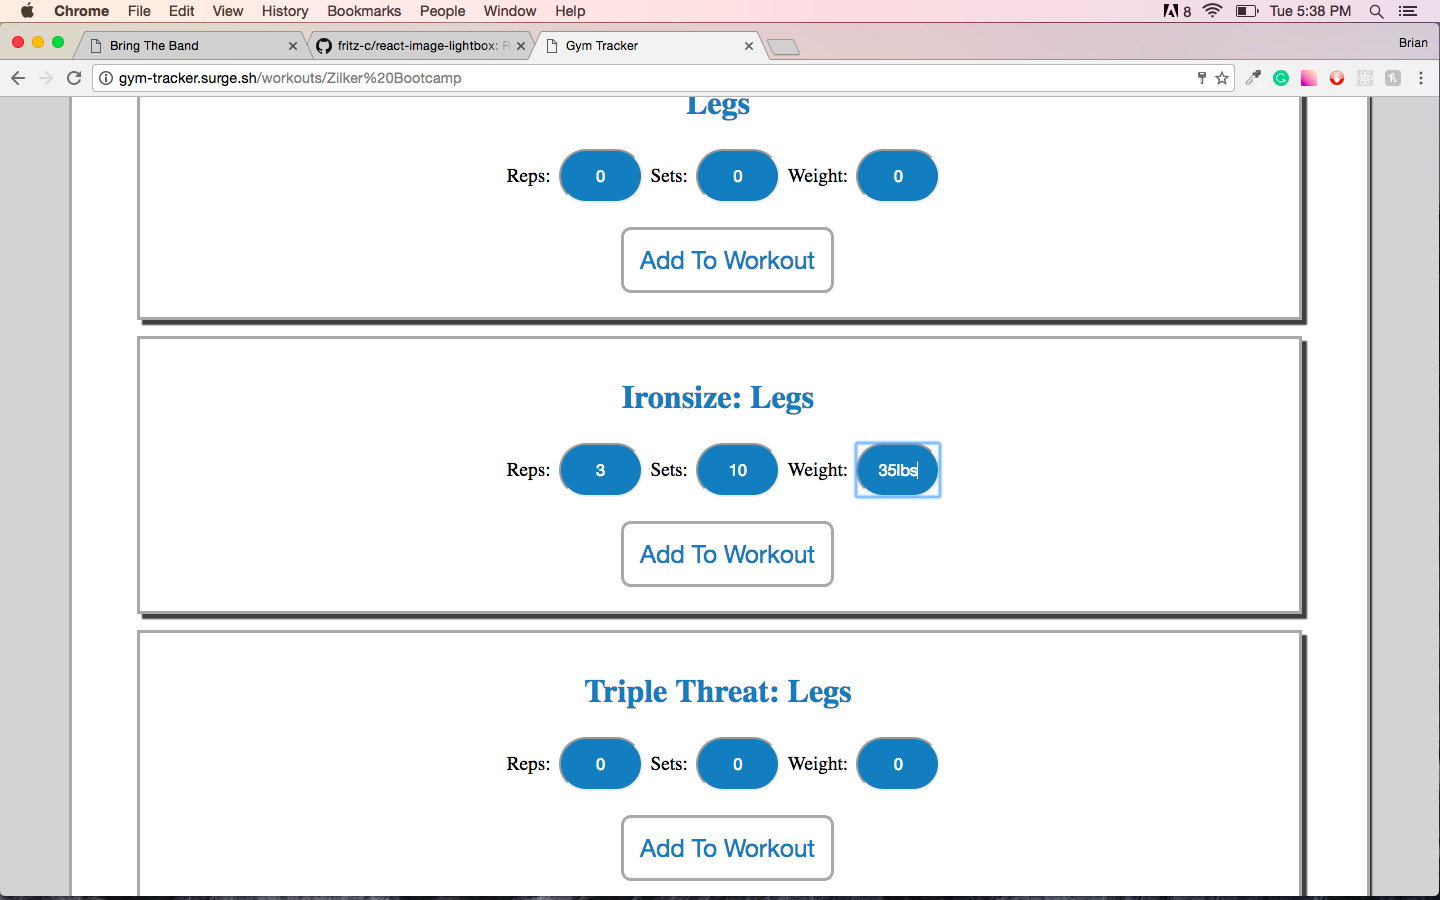 Chrome File Edit View History Bookmarks People Window Help 8 Tue 5:38 PM
Bring The Band fritz-c/react-image-lightbox: Gym Tracker Brian
gym-tracker.surge.sh/workouts/Zilker%20Bootcamp
Legs
Reps: 0 Sets: 0 Weight: 0
Add To Workout
Ironsize: Legs
Reps: 3 Sets: 10 Weight: 35lbs
Add To Workout
Triple Threat: Legs
Reps: 0 Sets: 0 Weight: 0
Add To Workout